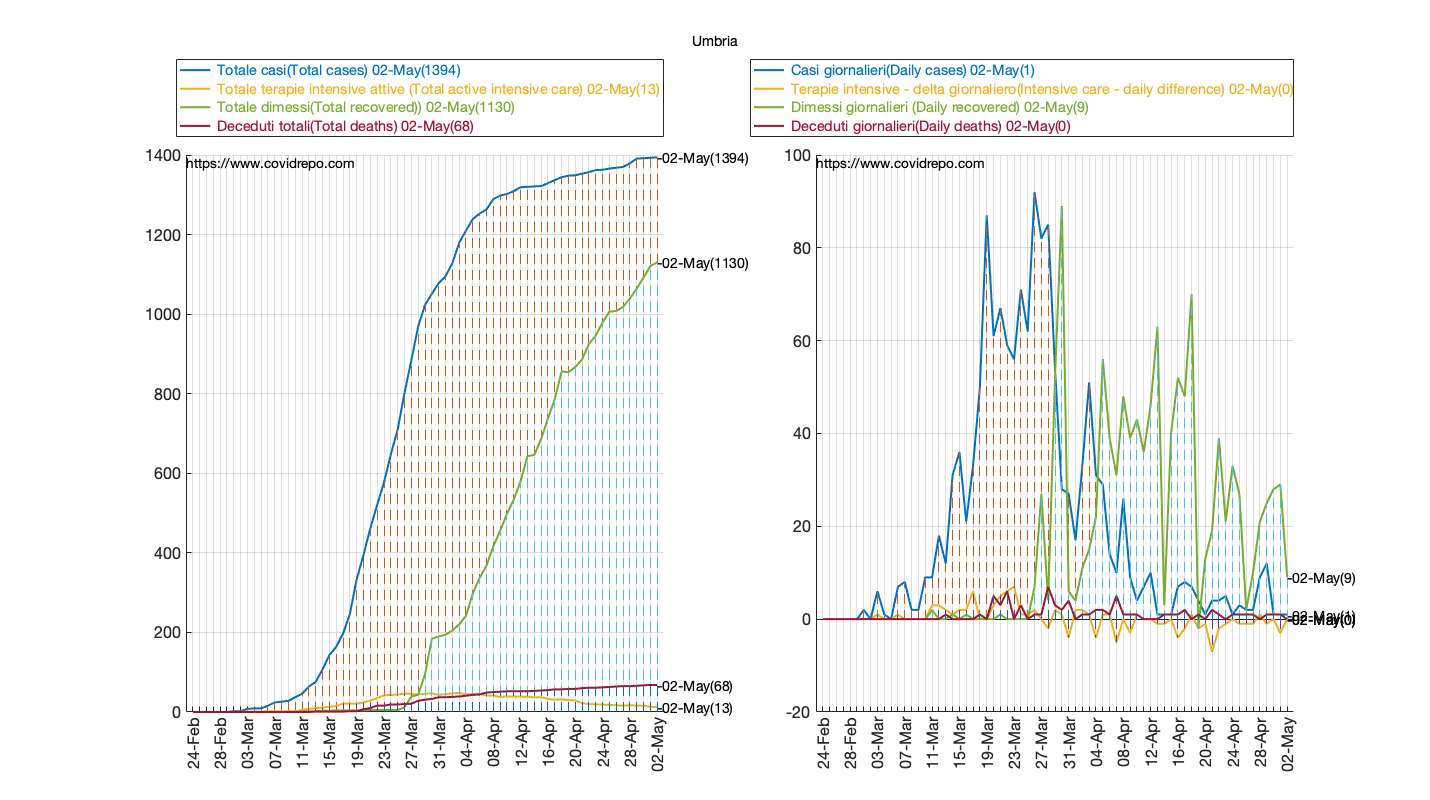 Umbria
Totale casi(Total cases) 02-May(1394)
Totale terapie intensive attive (Total active intensive care) 02-May(13)
Totale dimessi(Total recovered)) 02-May(1130)
Deceduti totali(Total deaths) 02-May(68)
Casi giornalieri(Daily cases) 02-May(1)
Terapie intensive - delta giornaliero(Intensive care - daily difference) 02-May(0)
Dimessi giornalieri (Daily recovered) 02-May(9)
Deceduti giornalieri(Daily deaths) 02-May(0)
https://www.covidrepo.com
1400
1200
1000
800
600
400
200
0
02-May(1394)
02-May(1130)
02-May(68)
02-May(13)
24-Feb
28-Feb
03-Mar
07-Mar
11-Mar
15-Mar
19-Mar
23-Mar
27-Mar
31-Mar
04-Apr
08-Apr
12-Apr
16-Apr
20-Apr
24-Apr
28-Apr
02-May
https://www.covidrepo.com
100
80
60
40
20
0
-20
02-May(9)
02-May(1)
24-Feb
28-Feb
03-Mar
07-Mar
11-Mar
15-Mar
19-Mar
23-Mar
27-Mar
31-Mar
04-Apr
08-Apr
12-Apr
16-Apr
20-Apr
24-Apr
28-Apr
02-May